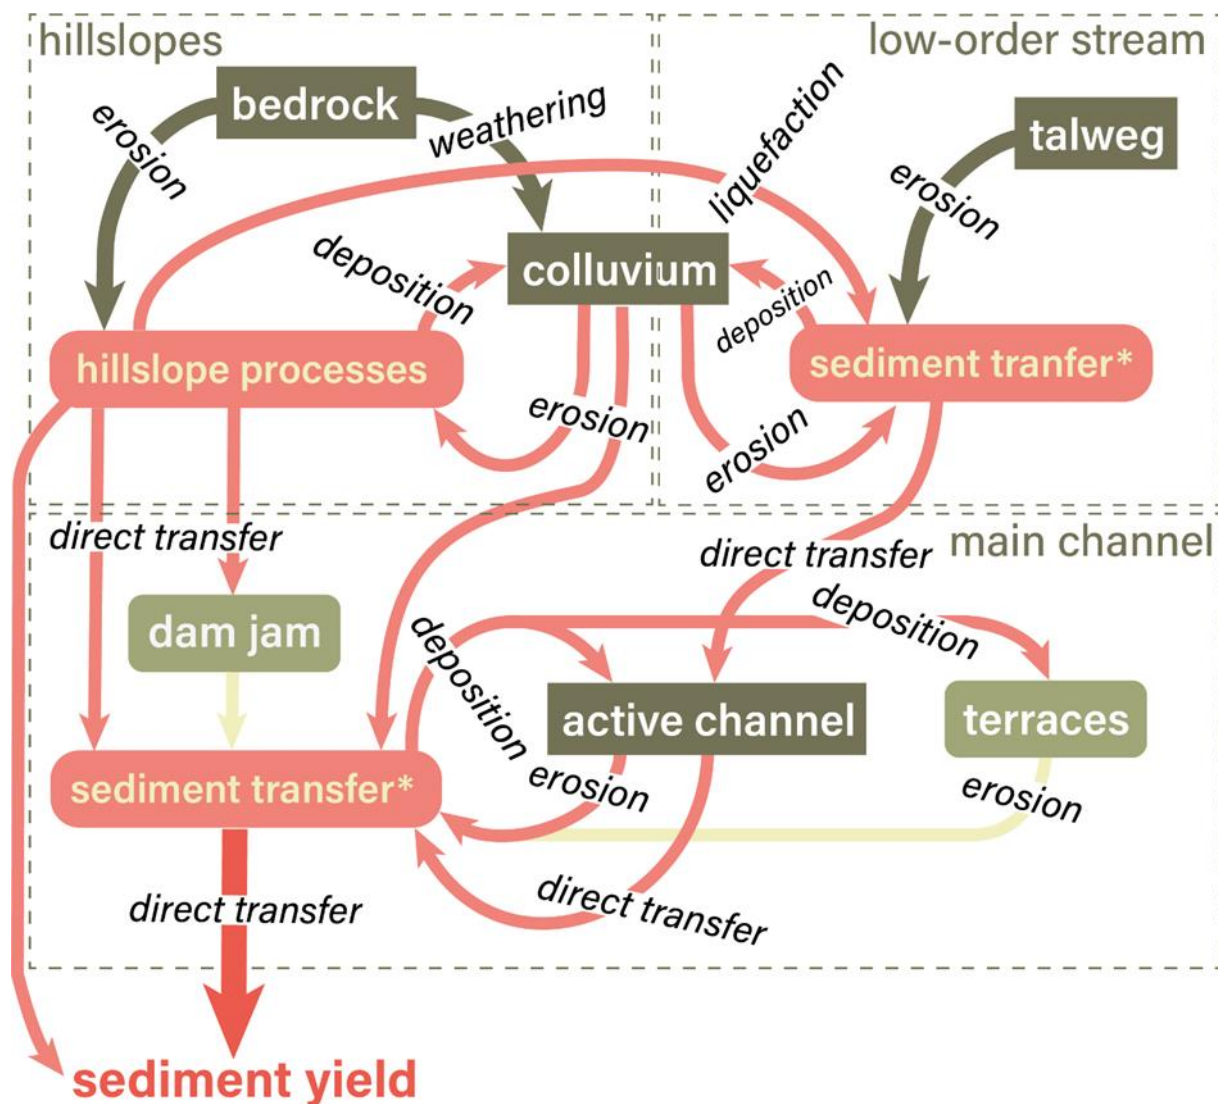 hillslopes
low-order stream
bedrock
talweg
erosion
weathering
liquefaction
erosion
deposition
colluvium
deposition
hillslope processes
sediment tranfer*
erosion
erosion
direct transfer
direct transfer
main channel
dam jam
deposition
deposition
active channel
terraces
sediment transfer*
erosion
erosion
direct transfer
direct transfer
sediment yield